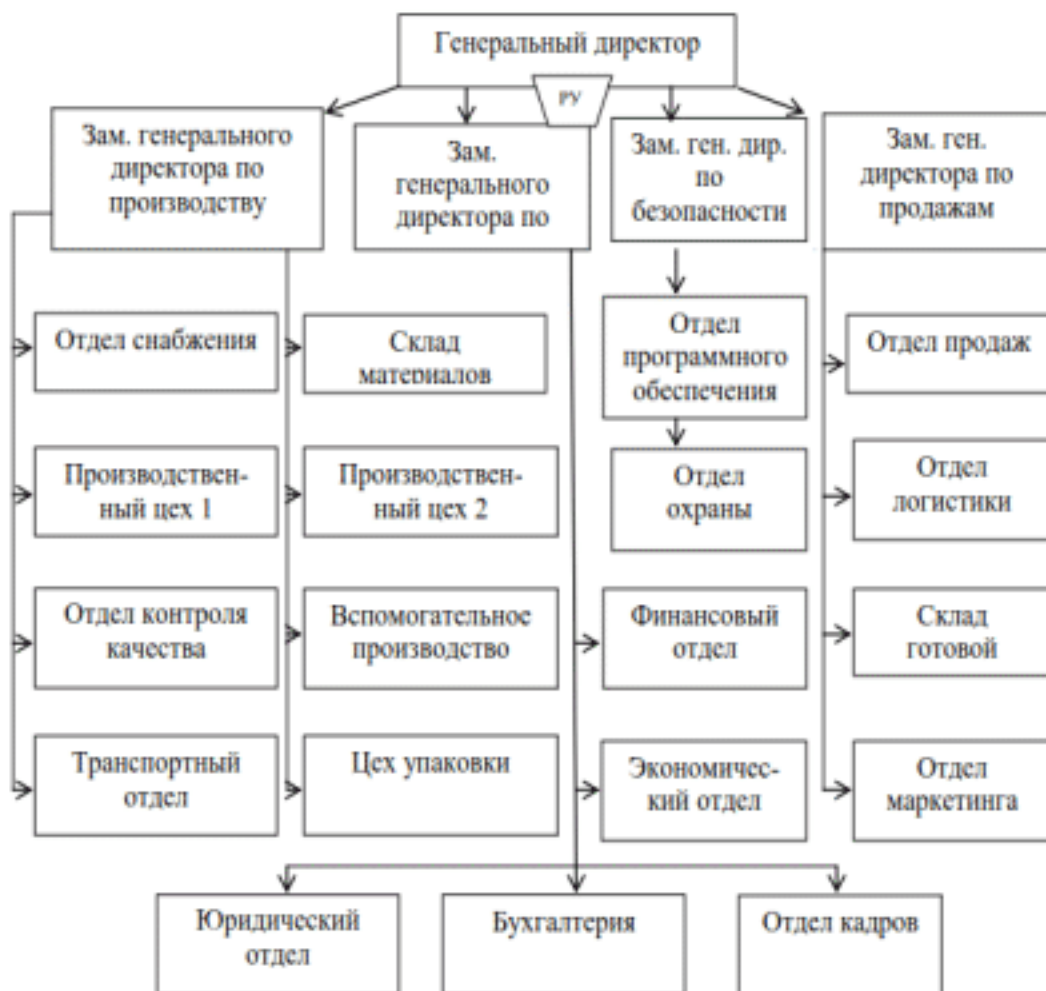 Генеральный директор
РУ
Зам. генерального
директора по
производству
Зам.
генерального
директора по
Зам. ген. дир.
по
безопасности
Зам. ген.
директора по
продажам
Отдел снабжения
Склад
материалов
Отдел
программного
обеспечения
Отдел продаж
Производствен-
ный цех 1
Производствен-
ный цех 2
Отдел
охраны
Отдел
логистики
Отдел контроля
качества
Вспомогательное
производство
Финансовый
отдел
Склад
готовой
Транспортный
отдел
Цех упаковки
Экономичес-
кий отдел
Отдел
маркетинга
Юридический
отдел
Бухгалтерия
Отдел кадров